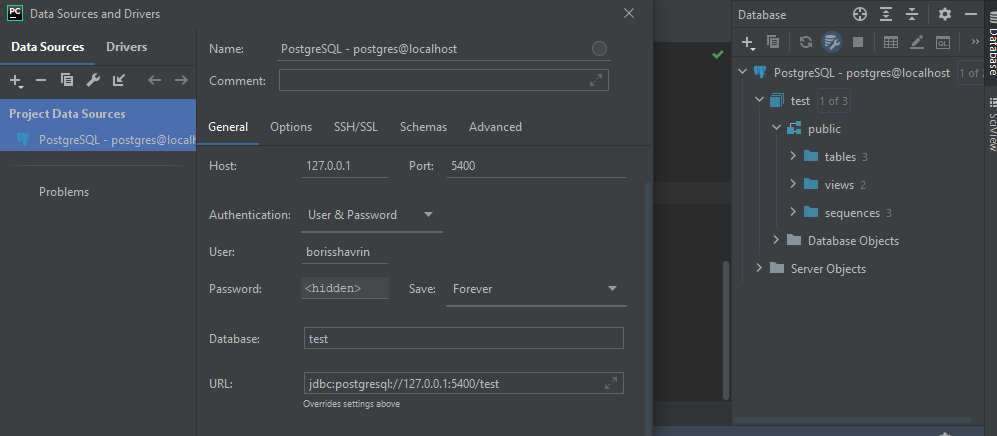 PC Data Sources and Drivers
Data Sources Drivers
Project Data Sources
PostgreSQL - postgres@localh
Problems
Name: PostgreSQL - postgres@localhost
Comment:
General Options SSH/SSL Schemas Advanced
Host: 127.0.0.1 Port: 5400
Authentication: User & Password
User: borisshavrin
Password: <hidden> Save: Forever
Database: test
URL: jdbc:postgresql://127.0.0.1:5400/test
Overrides settings above
Database
QL
PostgreSQL - postgres@localhost 1 of
test 1 of 3
public
tables 3
views 2
sequences 3
Database Objects
Server Objects
Database
SciView